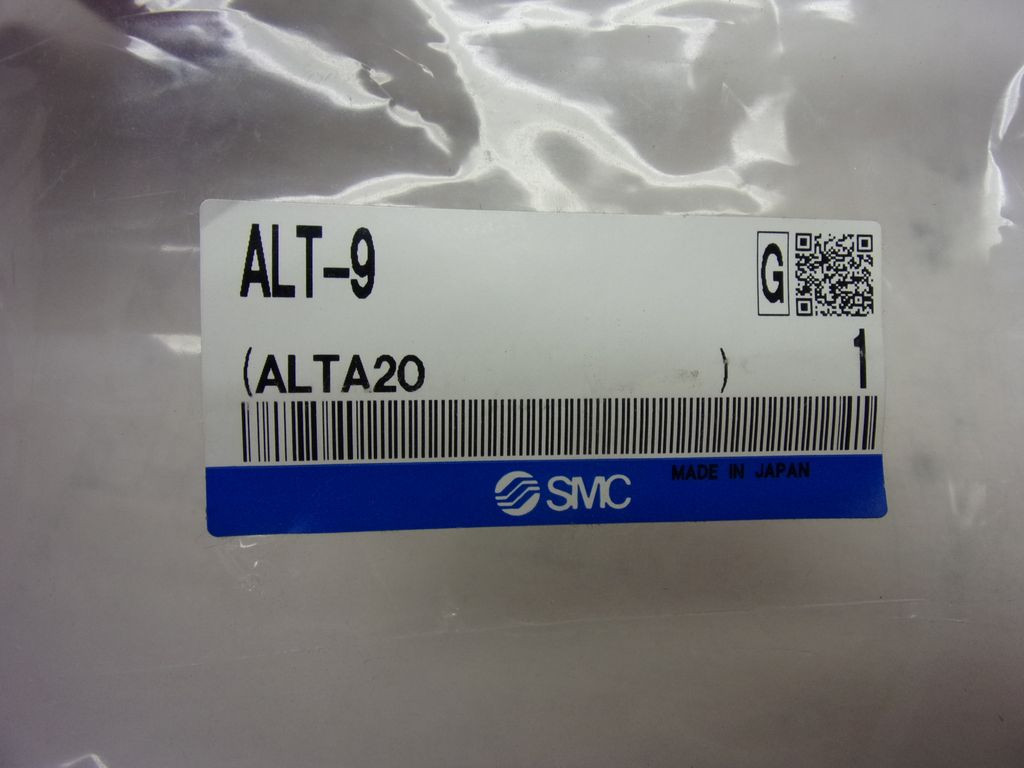 ALT-9
G
(ALTA20 )
1
MADE IN JAPAN
SMC